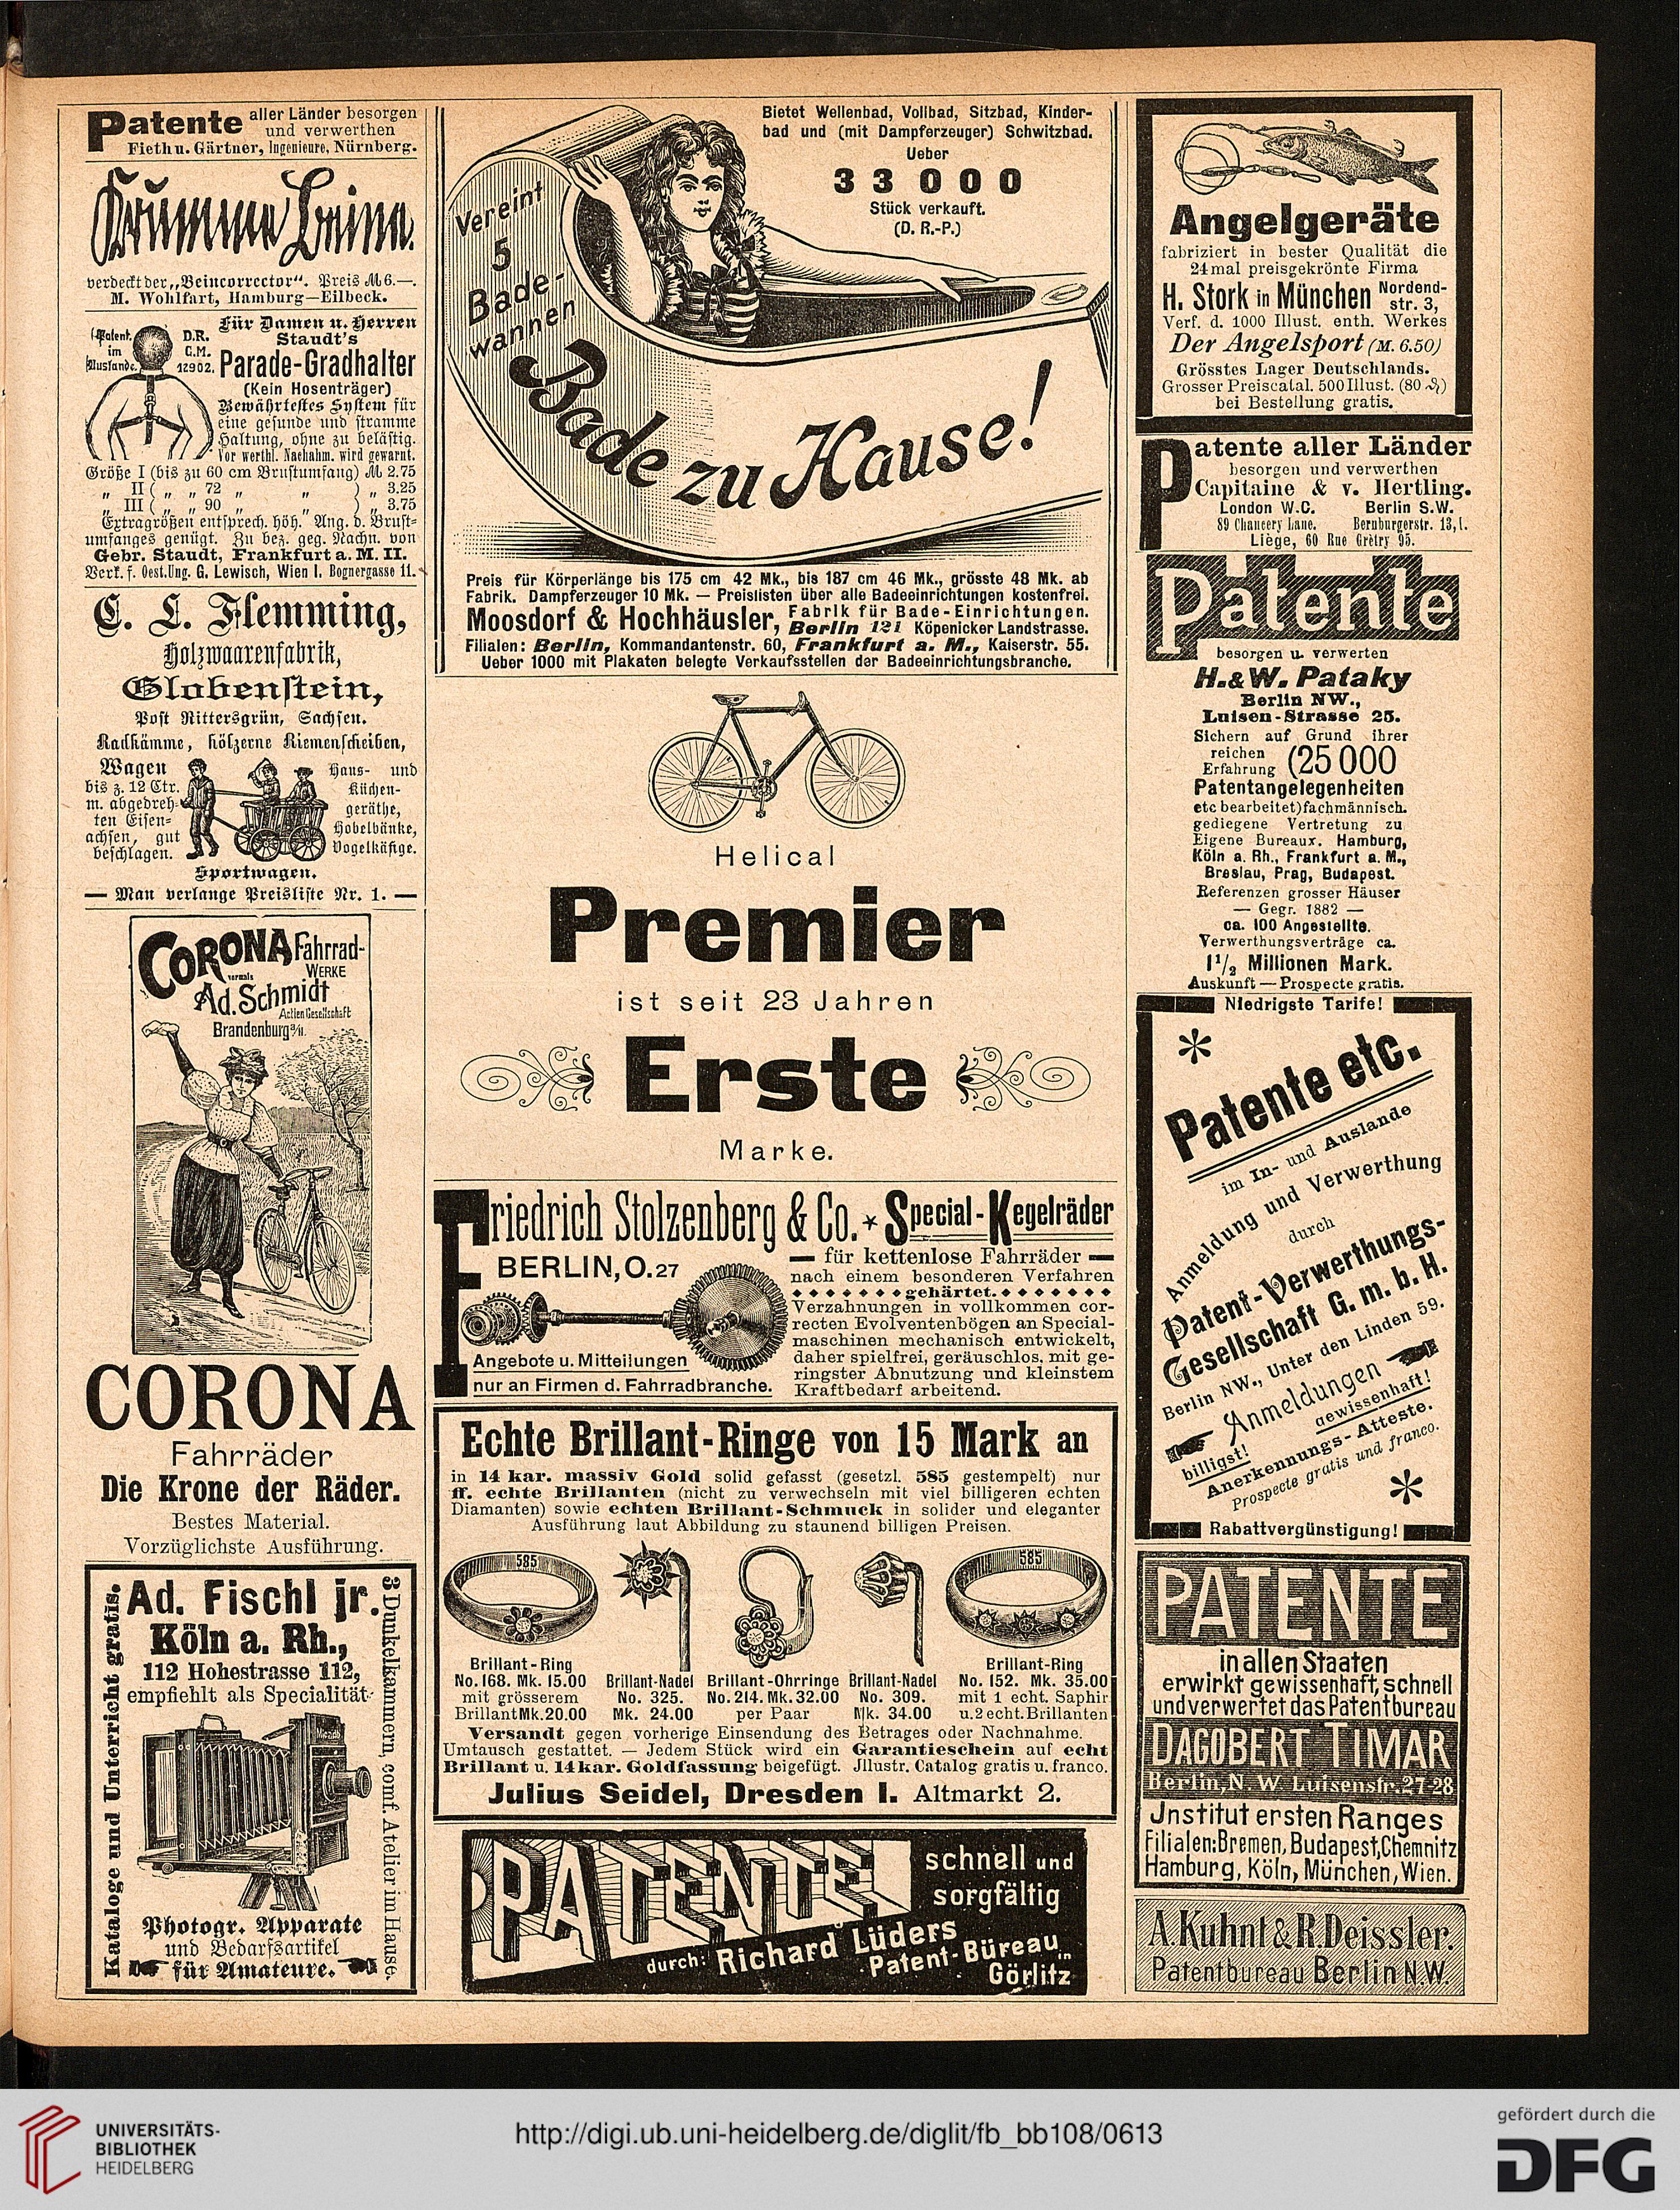 Patente aller Länder besorgen
und verwerthen
Fieth u. Gärtner, Ingenieure, Nürnberg.
Krumme Beine.
verdeckt der „Beincorrector“. Preis M 6.—.
M. Wohlfart, Hamburg—Eilbeck.
Für Damen u. Herren
Patent. im Auslande.
D.R. G.M. 12902.
Staudt's
Parade-Gradhalter
(Kein Hosenträger)
Bewährtestes System für
eine gesunde und stramme
Haltung, ohne zu belästig.
Vor werthl. Nachahm. wird gewarnt.
Größe I (bis zu 60 cm Brustumfang) M 2.75
„ II ( „ „ 72 „ „ ) „ 3.25
„ III ( „ „ 90 „ „ ) „ 3.75
Extragrößen entsprech. höh. Ang. d. Brust-
umfanges genügt. Zu bez. geg. Nachn. von
Gebr. Staudt, Frankfurt a. M. II.
Verk. f. Oest.Ung. G. Lewisch, Wien I. Bognergasse 11.
C. L. Flemming,
Holzwaarenfabrik,
Globenstein,
Post Rittersgrün, Sachsen.
Radkämme, hölzerne Riemenscheiben,
Wagen
bis z. 12 Ctr.
m. abgedreh-
ten Eisen-
achsen, gut
beschlagen.
Haus- und
Küchen-
geräthe,
Hobelbänke,
Vogelkäfige.
Sportwagen.
— Man verlange Preisliste Nr. 1. —
CORONA Fahrrad-
WERKE
vormals
Ad. Schmidt
Actien Gesellschaft
Brandenburg a/H.
CORONA
Fahrräder
Die Krone der Räder.
Bestes Material.
Vorzüglichste Ausführung.
Kataloge und Unterricht gratis.
Ad. Fischl jr.
Köln a. Rh.,
112 Hohestrasse 112,
empfiehlt als Specialität
Photogr. Apparate
und Bedarfsartikel
für Amateure.
3 Dunkelkammern, comf. Atelier im Hause.
Bietet Wellenbad, Vollbad, Sitzbad, Kinder-
bad und (mit Dampferzeuger) Schwitzbad.
Ueber
33 000
Stück verkauft.
(D. R.-P.)
Vereint
5
Bade-
wannen
Bade zu Hause!
Preis für Körperlänge bis 175 cm 42 Mk., bis 187 cm 46 Mk., grösste 48 Mk. ab
Fabrik. Dampferzeuger 10 Mk. — Preislisten über alle Badeeinrichtungen kostenfrei.
Moosdorf & Hochhäusler, Fabrik für Bade-Einrichtungen.
Berlin 121 Köpenicker Landstrasse.
Filialen: Berlin, Kommandantenstr. 60, Frankfurt a. M., Kaiserstr. 55.
Ueber 1000 mit Plakaten belegte Verkaufsstellen der Badeeinrichtungsbranche.
Helical
Premier
ist seit 23 Jahren
Erste
Marke.
Friedrich Stolzenberg & Co. * Special-Kegelräder
BERLIN, O. 27
— für kettenlose Fahrräder —
nach einem besonderen Verfahren
gehärtet.
Verzahnungen in vollkommen cor-
recten Evolventenbögen an Special-
maschinen mechanisch entwickelt,
daher spielfrei, geräuschlos, mit ge-
ringster Abnutzung und kleinstem
Kraftbedarf arbeitend.
Angebote u. Mitteilungen
nur an Firmen d. Fahrradbranche.
Echte Brillant-Ringe von 15 Mark an
in 14 kar. massiv Gold solid gefasst (gesetzl. 585 gestempelt) nur
ff. echte Brillanten (nicht zu verwechseln mit viel billigeren echten
Diamanten) sowie echten Brillant-Schmuck in solider und eleganter
Ausführung laut Abbildung zu staunend billigen Preisen.
585
585
Brillant-Ring
No. 168. Mk. 15.00
mit grösserem
Brillant Mk. 20.00
Brillant-Nadel
No. 325.
Mk. 24.00
Brillant-Ohrringe
No. 214. Mk. 32.00
per Paar
Brillant-Nadel
No. 309.
Mk. 34.00
Brillant-Ring
No. 152. Mk. 35.00
mit 1 echt. Saphir
u. 2 echt. Brillanten
Versandt gegen vorherige Einsendung des Betrages oder Nachnahme.
Umtausch gestattet. — Jedem Stück wird ein Garantieschein auf echt
Brillant u. 14kar. Goldfassung beigefügt. Jllustr. Catalog gratis u. franco.
Julius Seidel, Dresden I. Altmarkt 2.
PATENTE
schnell und
sorgfältig
durch: Richard Lüders
Patent-Büreau
in
Görlitz
Angelgeräte
fabriziert in bester Qualität die
24 mal preisgekrönte Firma
H. Stork in München Nordend-
str. 3,
Verf. d. 1000 Illust. enth. Werkes
Der Angelsport (M. 6.50)
Grösstes Lager Deutschlands.
Grosser Preiscatal. 500 Illust. (80 ₰)
bei Bestellung gratis.
Patente aller Länder
besorgen und verwerthen
Capitaine & v. Hertling.
London W.C. Berlin S.W.
89 Chancery Lane. Bernburgerstr. 13, I.
Liège, 60 Rue Grétry 95.
Patente
besorgen u. verwerten
H. & W. Pataky
Berlin NW.,
Luisen-Strasse 25.
Sichern auf Grund ihrer
reichen
Erfahrung (25 000
Patentangelegenheiten
etc bearbeitet) fachmännisch.
gediegene Vertretung zu
Eigene Bureaux. Hamburg,
Köln a. Rh., Frankfurt a. M.,
Breslau, Prag, Budapest.
Referenzen grosser Häuser
— Gegr. 1882 —
ca. 100 Angestellte.
Verwerthungsverträge ca.
1½ Millionen Mark.
Auskunft — Prospecte gratis.
Niedrigste Tarife!
Patente etc.
im In- und Auslande
Anmeldung und Verwerthung
durch
Patent-Verwerthungs-
Gesellschaft G. m. b. H.
Berlin NW., Unter den Linden 59.
Anmeldungen
billigst! gewissenhaft!
Anerkennungs-Atteste.
Prospecte gratis und franco.
Rabattvergünstigung!
PATENTE
in allen Staaten
erwirkt gewissenhaft, schnell
und verwertet das Patentbureau
DAGOBERT TIMAR
Berlin, N.W Luisenstr. 27-28
Jnstitut ersten Ranges
Filialen: Bremen, Budapest, Chemnitz
Hamburg, Köln, München, Wien.
A. Kuhnt & R. Deissler.
Patentbureau Berlin N.W.
UNIVERSITÄTS-
BIBLIOTHEK
HEIDELBERG
http://digi.ub.uni-heidelberg.de/diglit/fb_bb108/0613
gefördert durch die
DFG